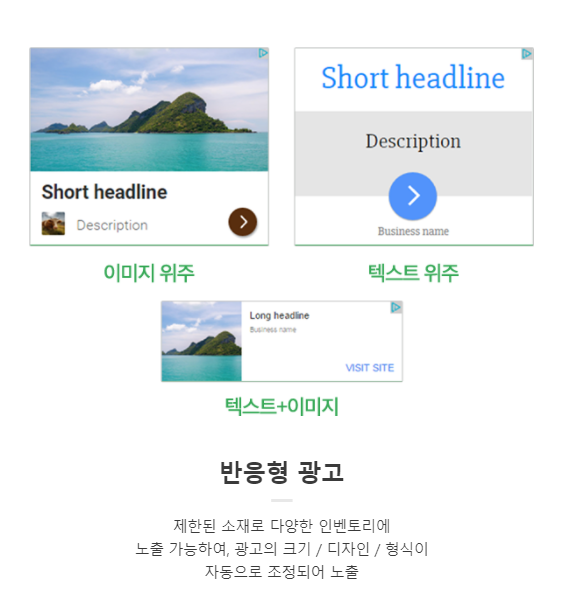 Short headline
Description
이미지 위주
Short headline
Description
Business name
텍스트 위주
Long headline
Business name
VISIT SITE
텍스트+이미지
반응형 광고
제한된 소재로 다양한 인벤토리에
노출 가능하여, 광고의 크기 / 디자인 / 형식이
자동으로 조정되어 노출